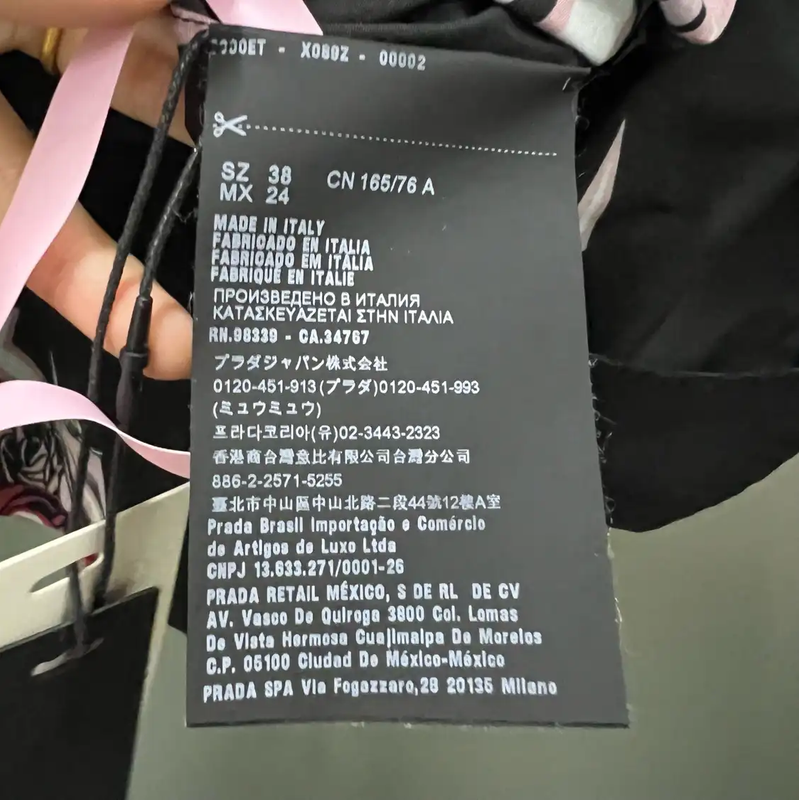 X080Z - 00002
SZ 38 CN 165/76 A
MX 24
MADE IN ITALY
FABRICADO EN ITALIA
FABRICADO EM ITÁLIA
FABRIQUÉ EN ITALIE
ПРОИЗВЕДЕНО В ИТАЛИЯ
ΚΑΤΑΣΚΕΥΑΖΕΤΑΙ ΣΤΗΝ ΙΤΑΛΙΑ
RN.98339 - CA.34767
プラダジャパン株式会社
0120-451-913(プラダ)0120-451-993
(ミュウミュウ)
프라다코리아(유)02-3443-2323
香港商台灣意比有限公司台灣分公司
886-2-2571-5255
臺北市中山區中山北路二段44號12樓A室
Prada Brasil Importação e Comércio
de Artigos de Luxo Ltda
CNPJ 13.633.271/0001-26
PRADA RETAIL MÉXICO, S DE RL DE CV
AV. Vasco De Quiroga 3800 Col. Lomas
De Vista Hermosa Cuajimalpa De Morelos
C.P. 05100 Ciudad De México-México
PRADA SPA Via Fogazzaro,28 20135 Milano